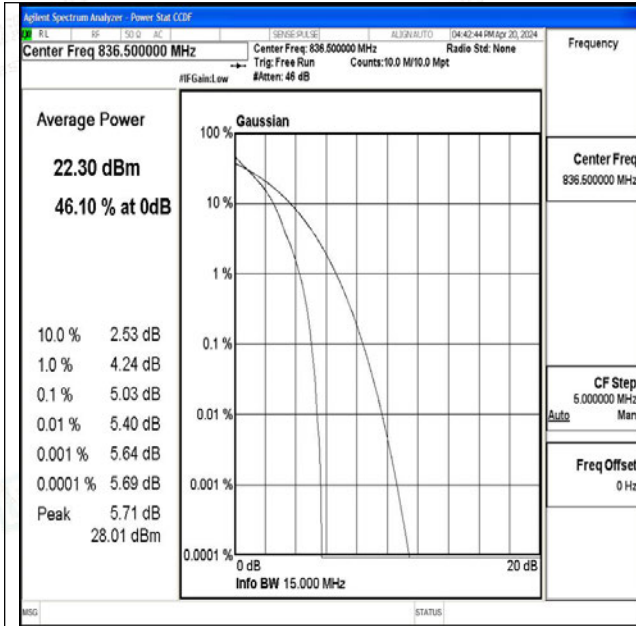 Agilent Spectrum Analyzer - Power Stat CCDF
RL RF 50 Ω AC SENSE:PULSE ALIGNAUTO 04:42:44 PM Apr 20, 2024
Center Freq 836.500000 MHz
Center Freq: 836.500000 MHz Radio Std: None
Trig: Free Run Counts:10.0 M/10.0 Mpt
#IFGain:Low #Atten: 46 dB
Frequency
Average Power
22.30 dBm
46.10 % at 0dB
10.0 % 2.53 dB
1.0 % 4.24 dB
0.1 % 5.03 dB
0.01 % 5.40 dB
0.001 % 5.64 dB
0.0001 % 5.69 dB
Peak 5.71 dB
28.01 dBm
Gaussian
100 %
10 %
1 %
0.1 %
0.01 %
0.001 %
0.0001 %
0 dB 20 dB
Info BW 15.000 MHz
Center Freq
836.500000 MHz
CF Step
5.000000 MHz
Auto Man
Freq Offset
0 Hz
MSG STATUS